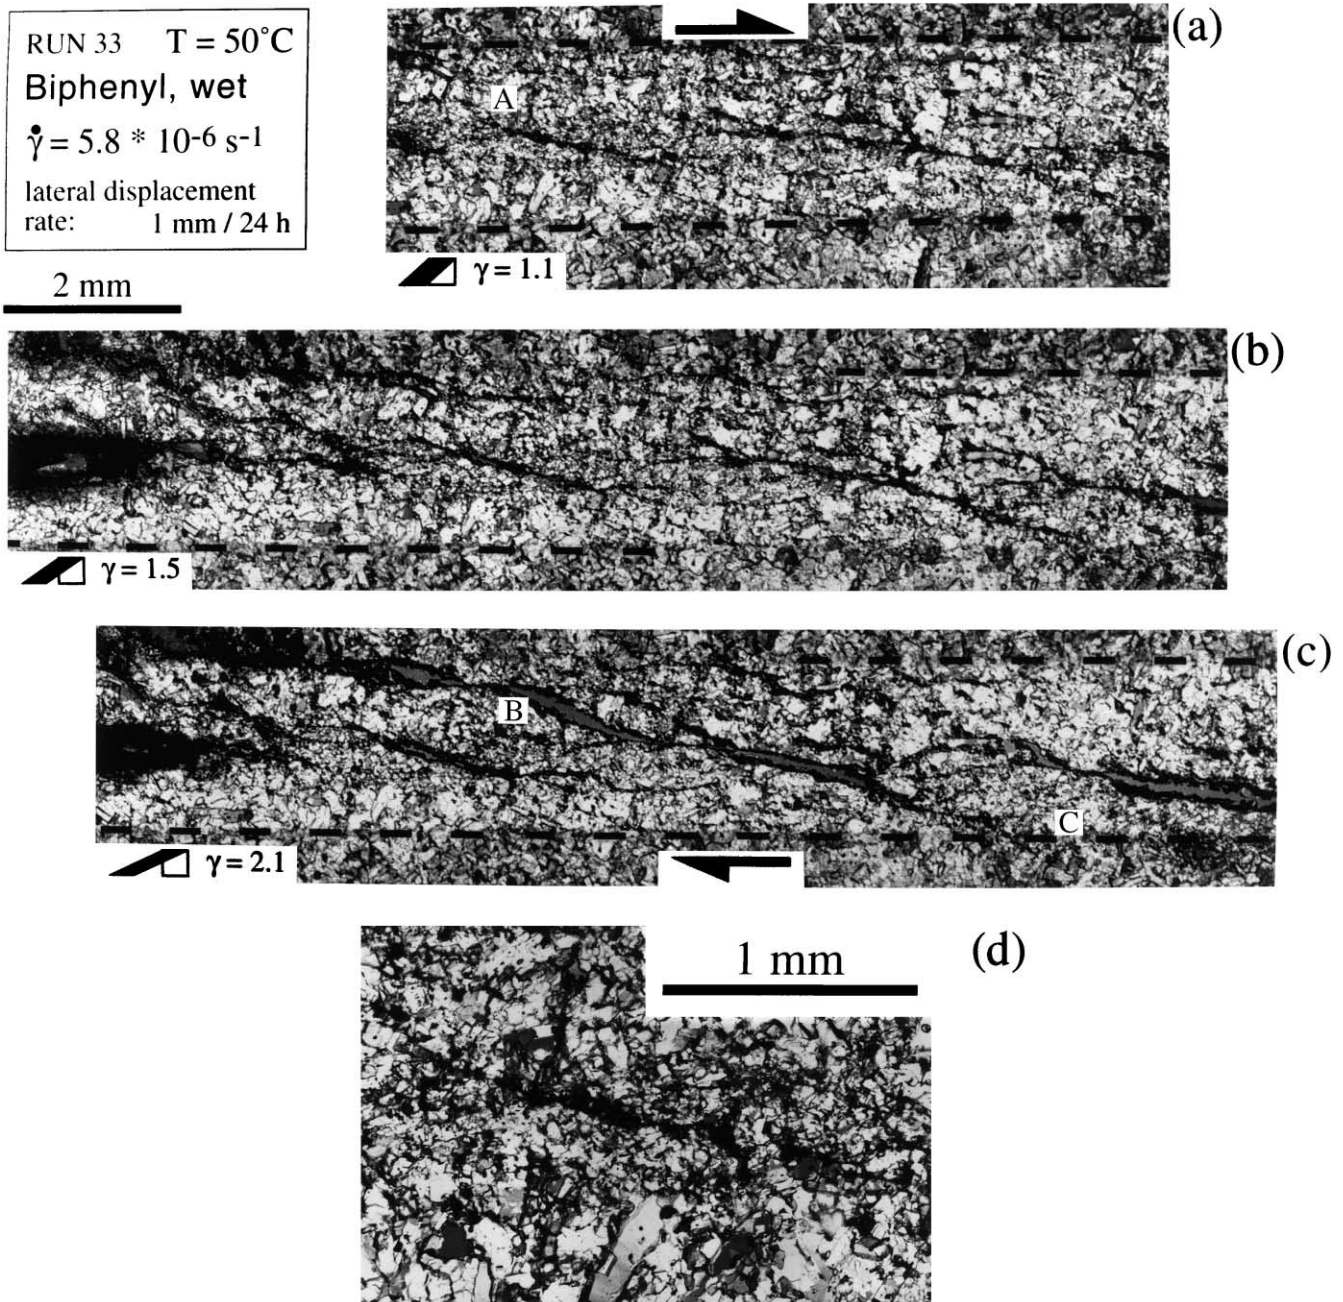 RUN 33 T = 50°C
Biphenyl, wet
γ̇ = 5.8 * 10-6 s-1
lateral displacement
rate: 1 mm / 24 h
2 mm
(a)
A
γ = 1.1
(b)
γ = 1.5
(c)
B
C
γ = 2.1
(d)
1 mm